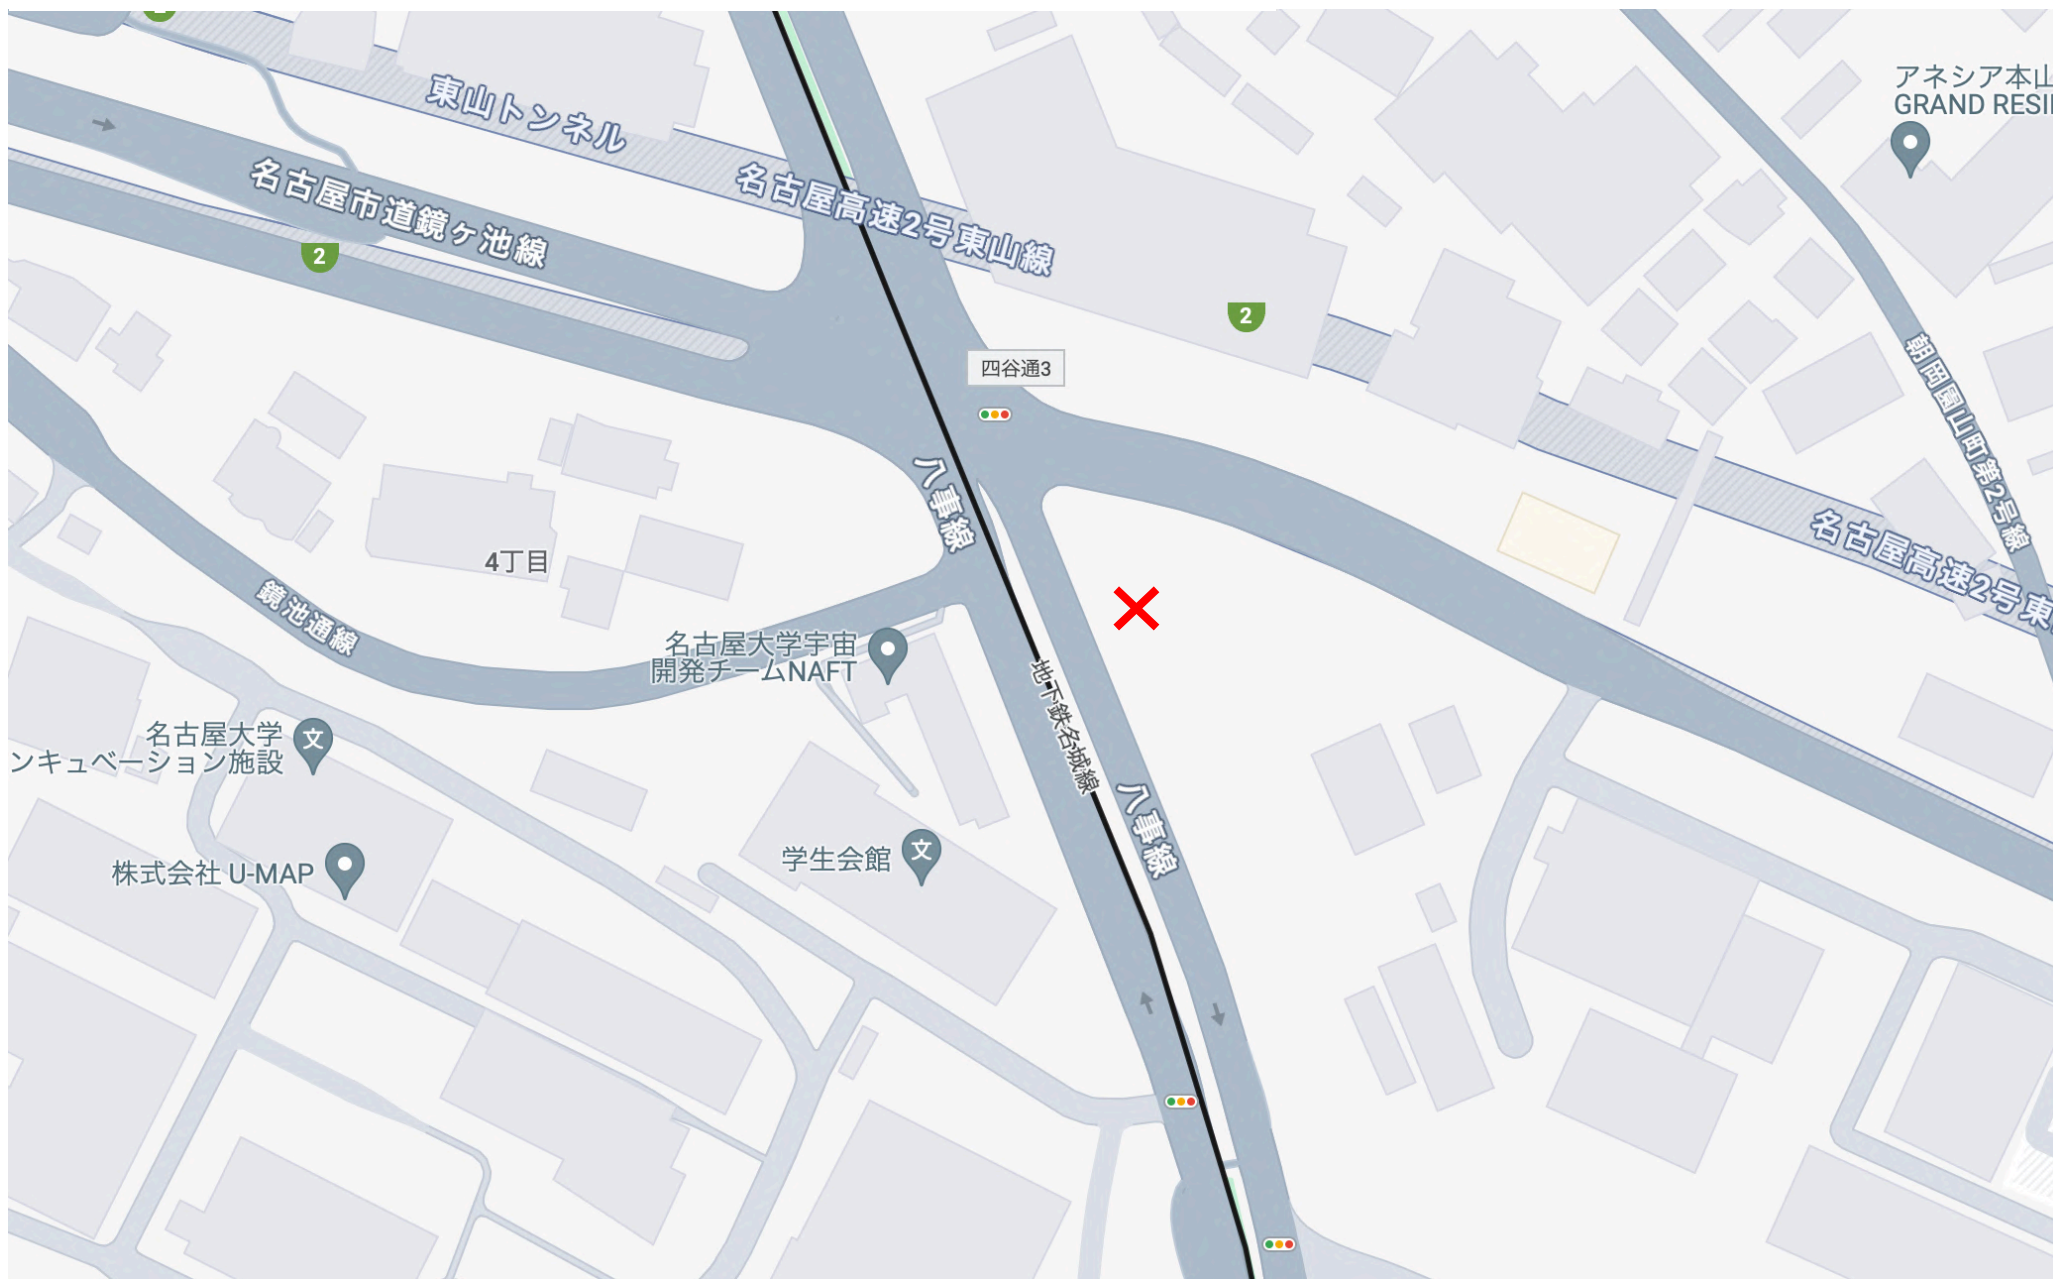 東山トンネル
名古屋市道鏡ヶ池線
2
名古屋高速2号東山線
2
アネシア本山
GRAND RESI
四谷通3
朝岡園山町第2号線
八事線
名古屋高速2号東
4丁目
鏡池通線
名古屋大学宇宙
開発チームNAFT
地下鉄名城線
名古屋大学
ンキュベーション施設
文
八事線
学生会館
文
株式会社 U-MAP